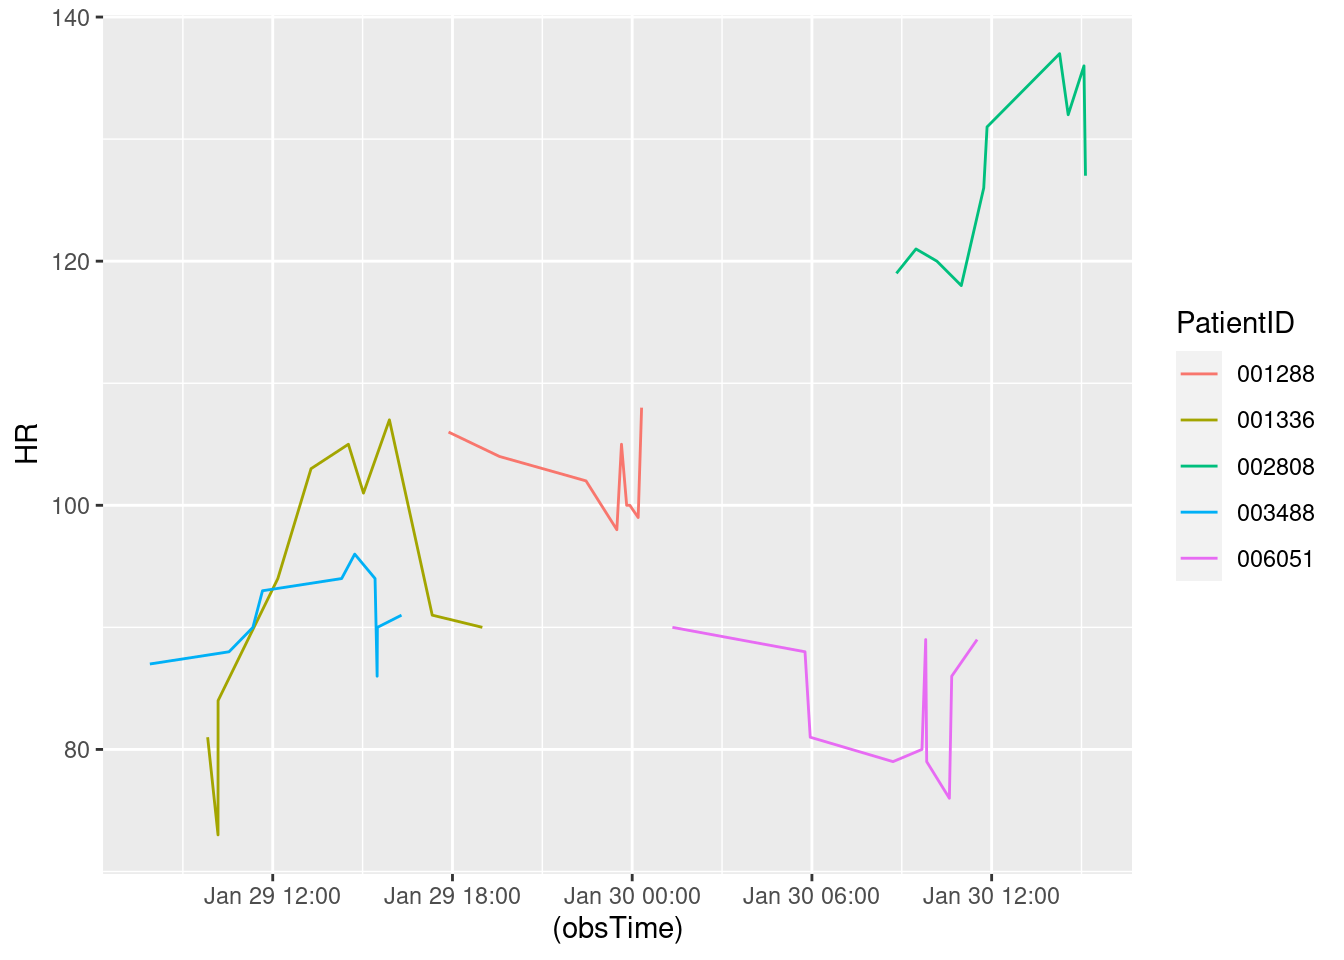 140
120
100
80
HR
Jan 29 12:00
Jan 29 18:00
Jan 30 00:00
Jan 30 06:00
Jan 30 12:00
(obsTime)
PatientID
001288
001336
002808
003488
006051